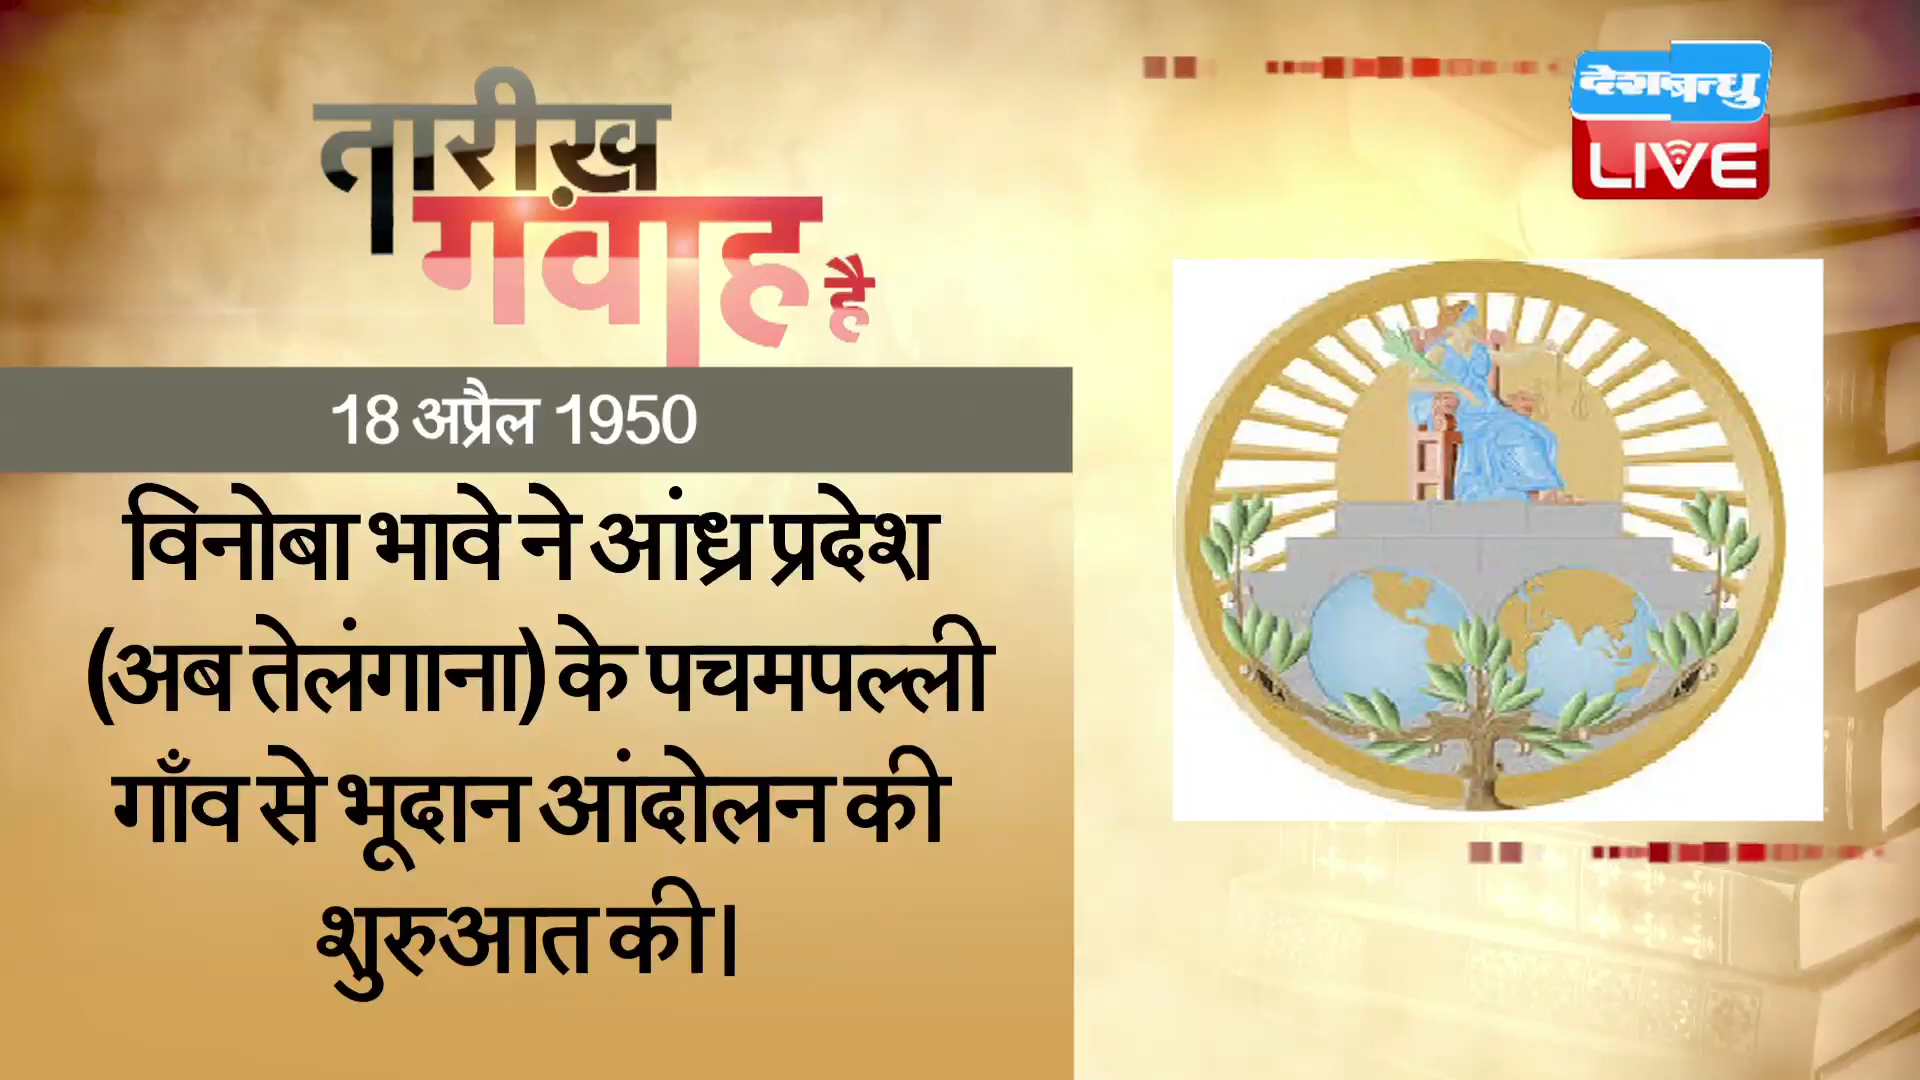 तारीख़
गवाह है
देशबन्धु
LIVE
18 अप्रैल 1950
विनोबा भावे ने आंध्र प्रदेश
(अब तेलंगाना) के पचमपल्ली
गाँव से भूदान आंदोलन की
शुरुआत की।